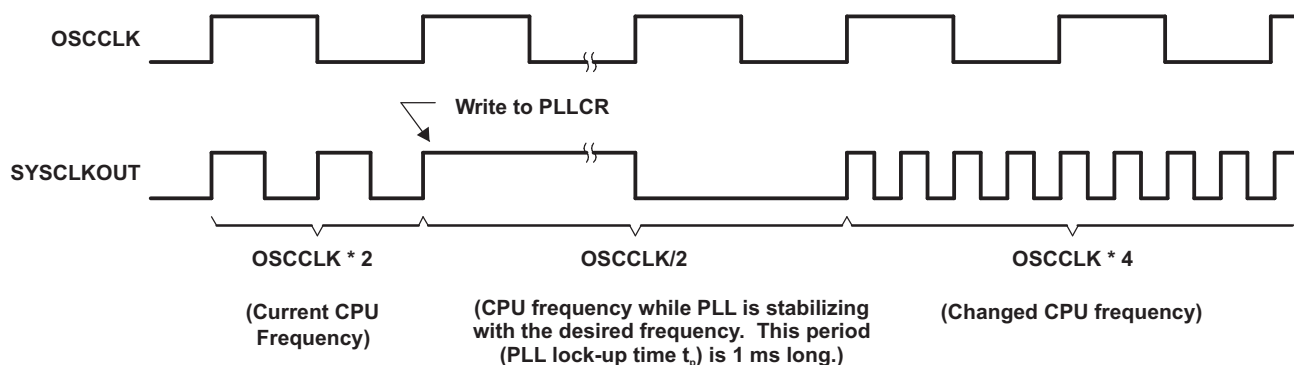 OSCCLK
Write to PLLCR
SYSCLKOUT
OSCCLK * 2
OSCCLK/2
OSCCLK * 4
(Current CPU
Frequency)
(CPU frequency while PLL is stabilizing
with the desired frequency. This period
(PLL lock-up time tp) is 1 ms long.)
(Changed CPU frequency)